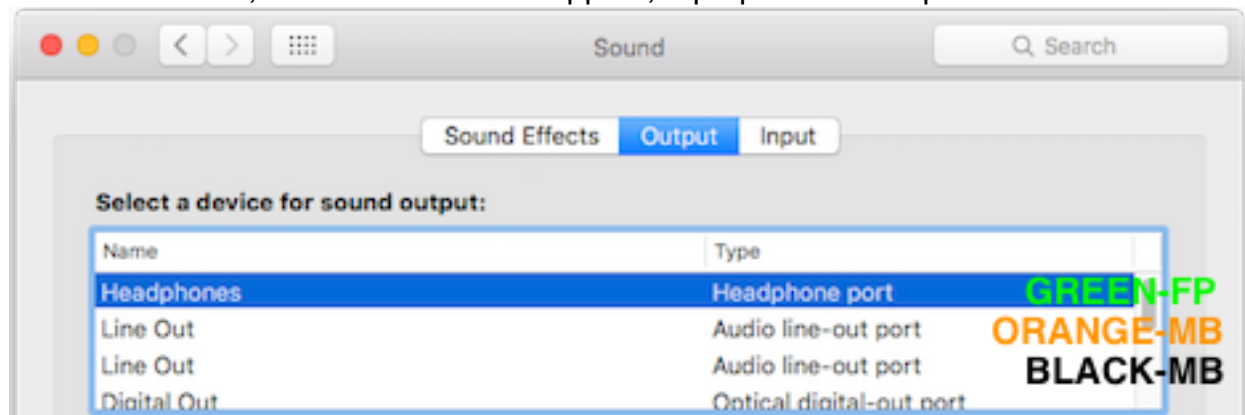 Sound
Search
Sound Effects Output Input
Select a device for sound output:
Name Type
Headphones Headphone port GREEN-FP
Line Out Audio line-out port ORANGE-MB
Line Out Audio line-out port BLACK-MB
Digital Out Optical digital-out port